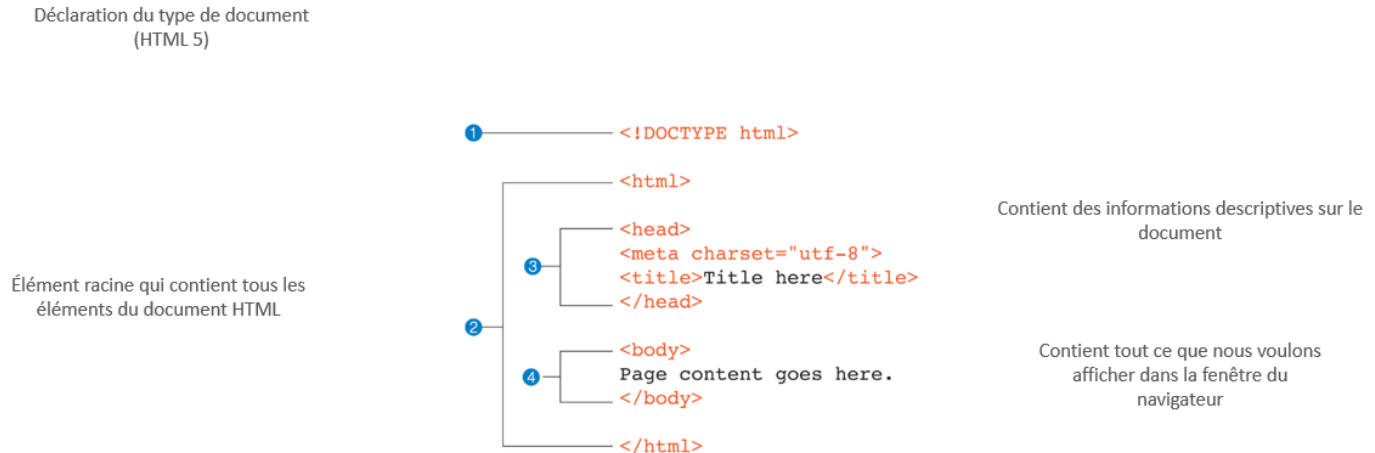 Déclaration du type de document
(HTML 5)
1
<!DOCTYPE html>
<html>
Contient des informations descriptives sur le
document
<head>
<meta charset="utf-8">
3
<title>Title here</title>
</head>
Élément racine qui contient tous les
éléments du document HTML
2
<body>
Page content goes here.
4
</body>
Contient tout ce que nous voulons
afficher dans la fenêtre du
navigateur
</html>